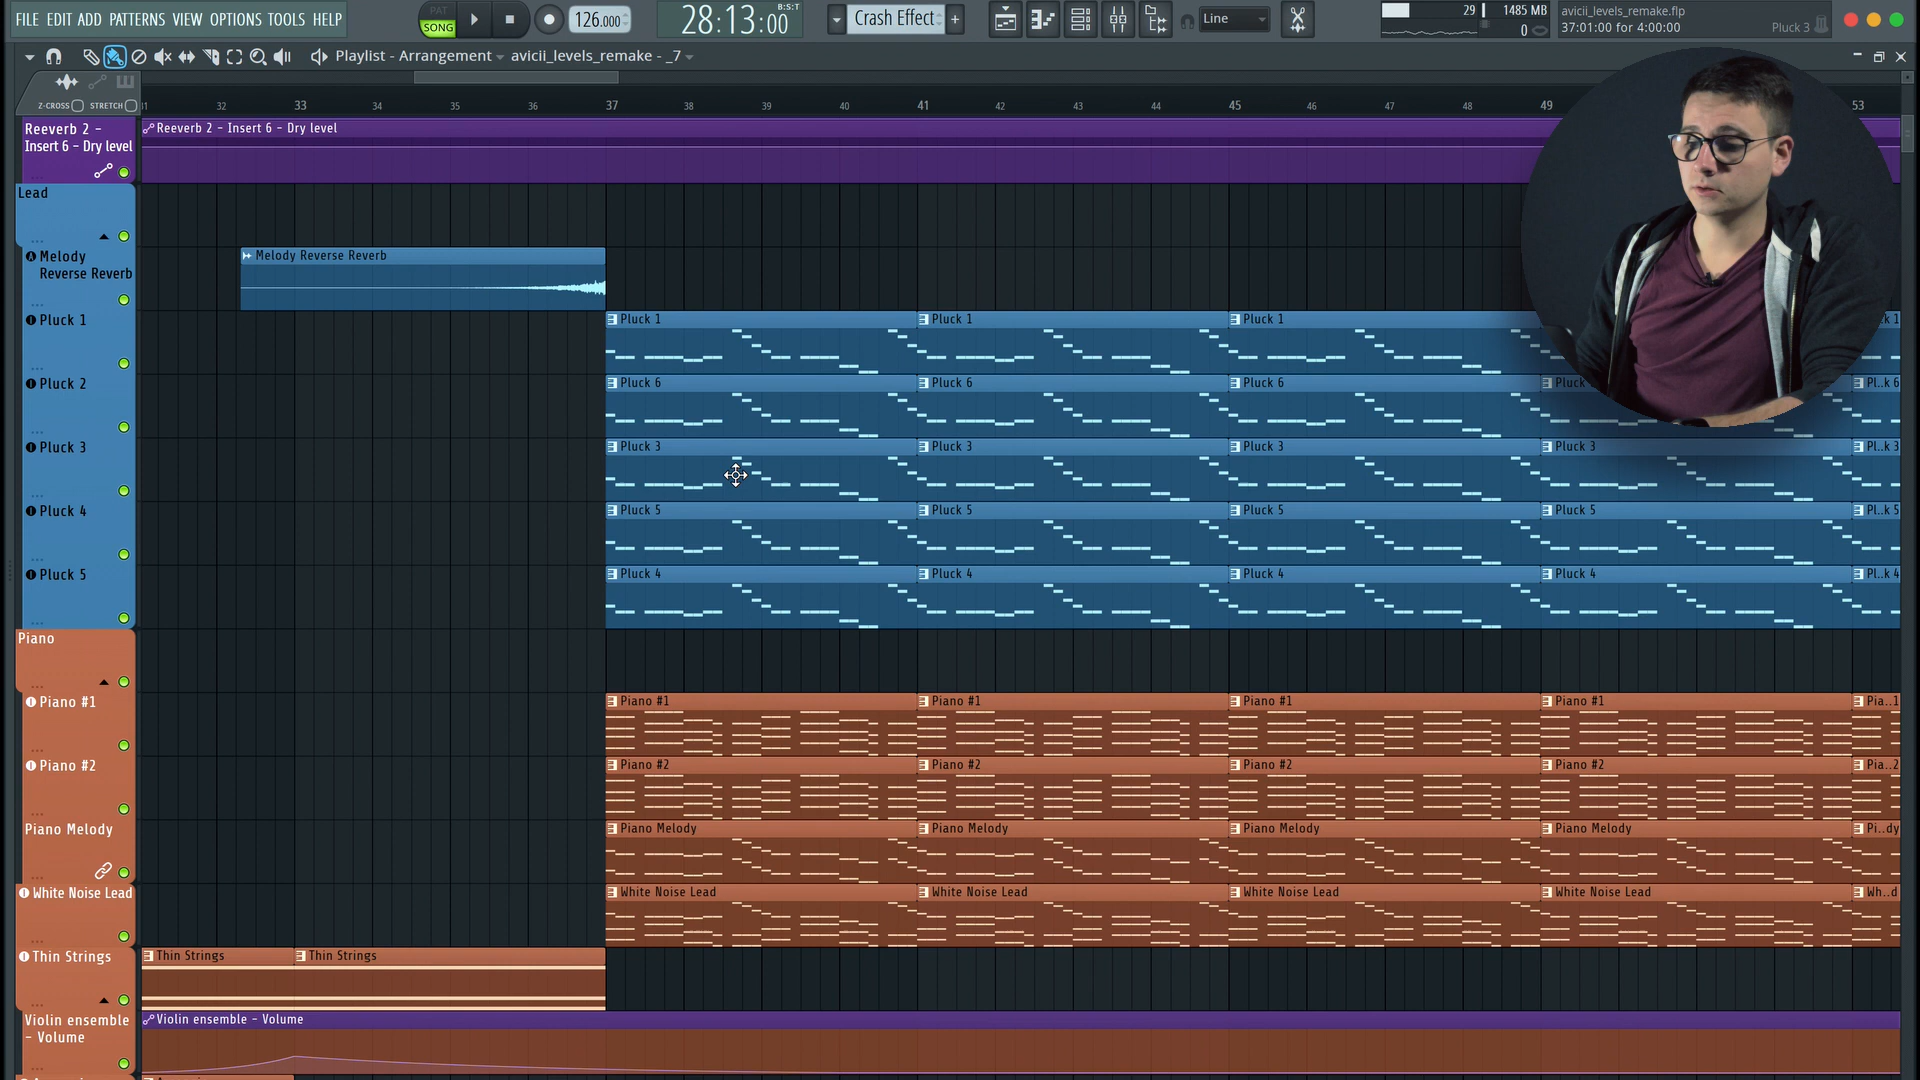 FILE EDIT ADD PATTERNS VIEW OPTIONS TOOLS HELP
PAT
SONG
126.000
28:13:00
B:S:T
Crash Effect
Line
29
1485 MB
0
avicii_levels_remake.flp
37:01:00 for 4:00:00
Pluck 3
Playlist - Arrangement
avicii_levels_remake - _7
Z-CROSS
STRETCH
31 32 33 34 35 36 37 38 39 40 41 42 43 44 45 46 47 48 49 53
Reeverb 2 -
Insert 6 - Dry level
Reeverb 2 - Insert 6 - Dry level
Lead
Melody
Reverse Reverb
Melody Reverse Reverb
Pluck 1
Pluck 1
Pluck 1
Pluck 1
k 1
Pluck 2
Pluck 6
Pluck 6
Pluck 6
Pluck
Pl..k 6
Pluck 3
Pluck 3
Pluck 3
Pluck 3
Pluck 3
Pl..k 3
Pluck 4
Pluck 5
Pluck 5
Pluck 5
Pluck 5
Pl..k 5
Pluck 5
Pluck 4
Pluck 4
Pluck 4
Pluck 4
Pl..k 4
Piano
Piano #1
Piano #1
Piano #1
Piano #1
Piano #1
Pia..1
Piano #2
Piano #2
Piano #2
Piano #2
Piano #2
Pia..2
Piano Melody
Piano Melody
Piano Melody
Piano Melody
Piano Melody
Pi..dy
White Noise Lead
White Noise Lead
White Noise Lead
White Noise Lead
White Noise Lead
Wh..d
Thin Strings
Thin Strings
Thin Strings
Violin ensemble
- Volume
Violin ensemble - Volume